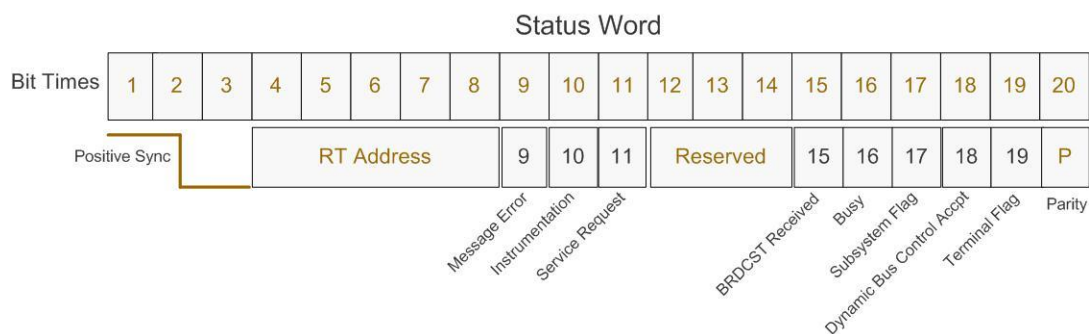 Status Word
Bit Times 1 2 3 4 5 6 7 8 9 10 11 12 13 14 15 16 17 18 19 20
Positive Sync RT Address 9 10 11 Reserved 15 16 17 18 19 P
Message Error
Instrumentation
Service Request
BRDCST Received
Busy
Subsystem Flag
Dynamic Bus Control Accpt
Terminal Flag
Parity